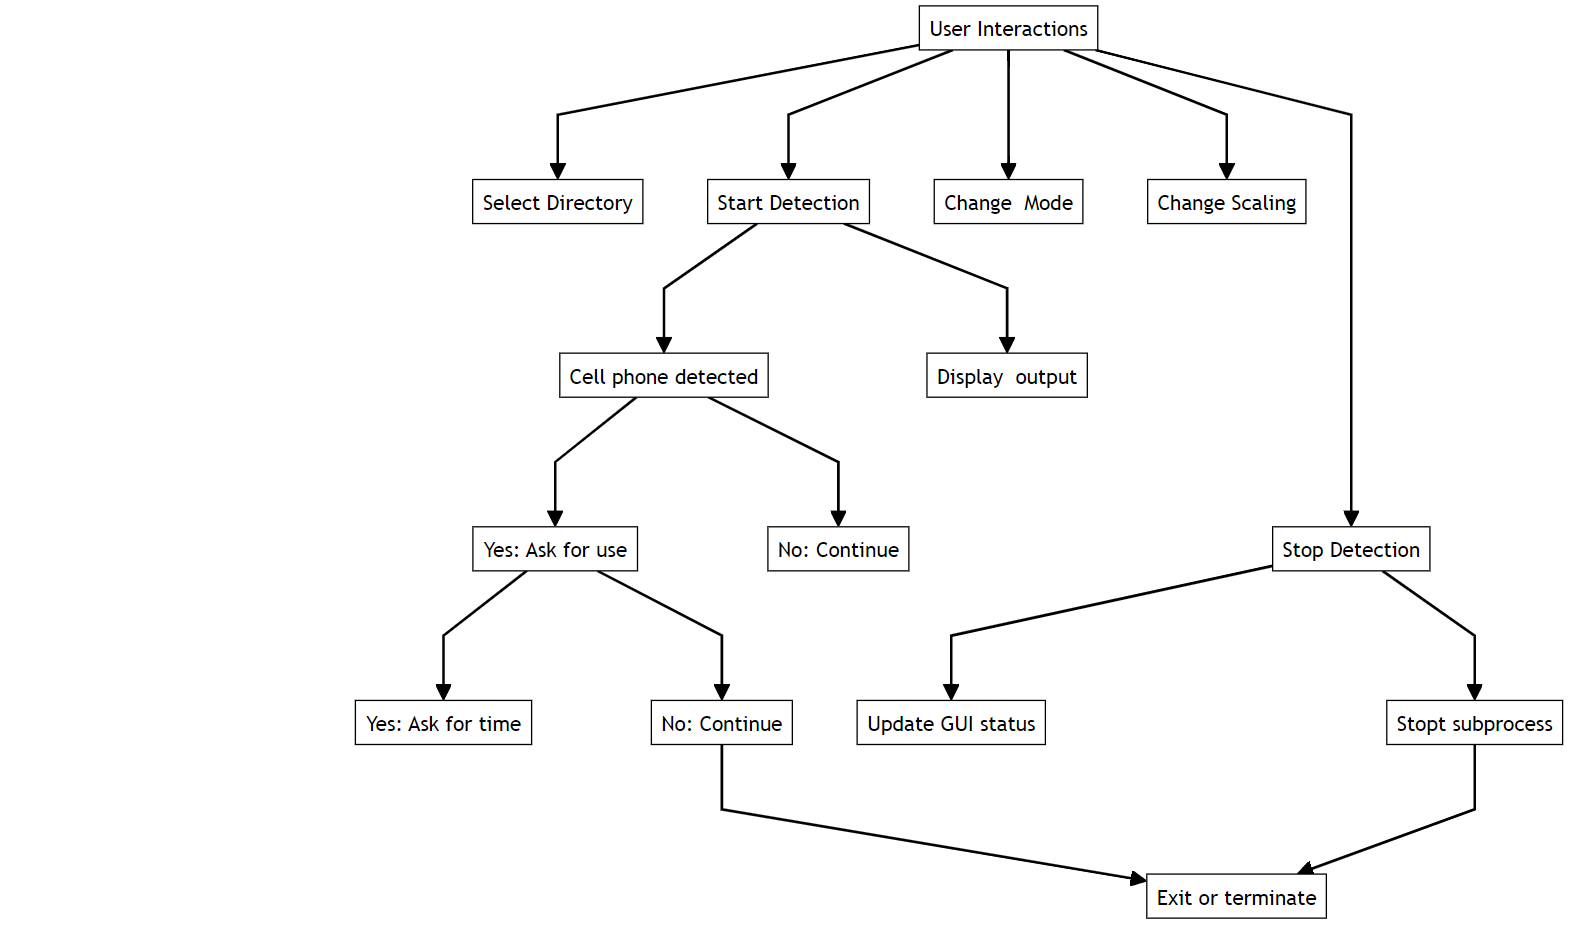 User Interactions
Select Directory
Start Detection
Change  Mode
Change Scaling
Cell phone detected
Display  output
Yes: Ask for use
No: Continue
Stop Detection
Yes: Ask for time
No: Continue
Update GUI status
Stopt subprocess
Exit or terminate